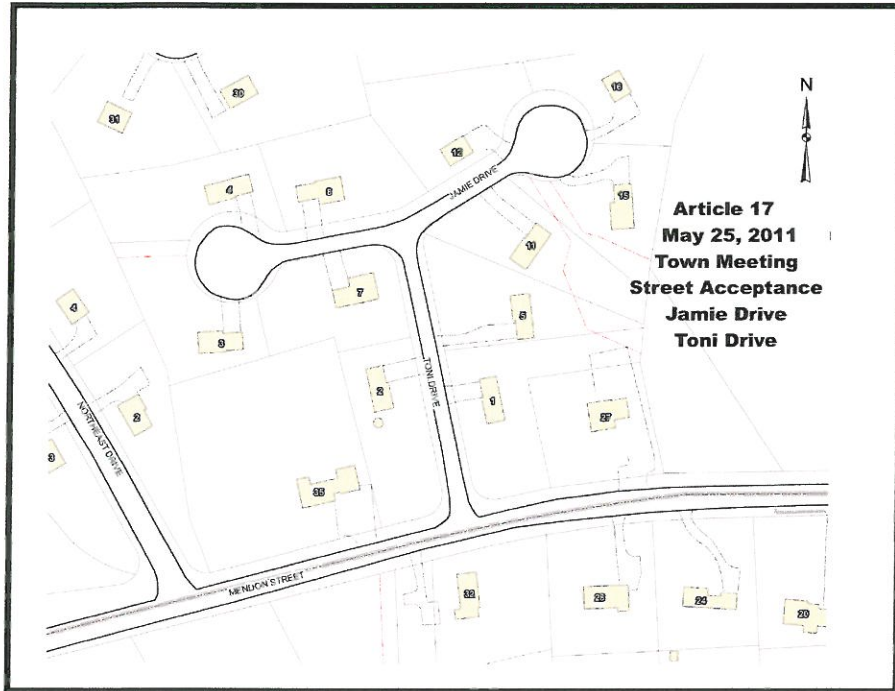 31
30
16
N
12
4
8
JAMIE DRIVE
15
Article 17
May 25, 2011
Town Meeting
Street Acceptance
Jamie Drive
Toni Drive
11
7
4
5
3
TONI DRIVE
2
1
2
27
NORTHEAST DRIVE
3
35
MENDON STREET
32
24
20